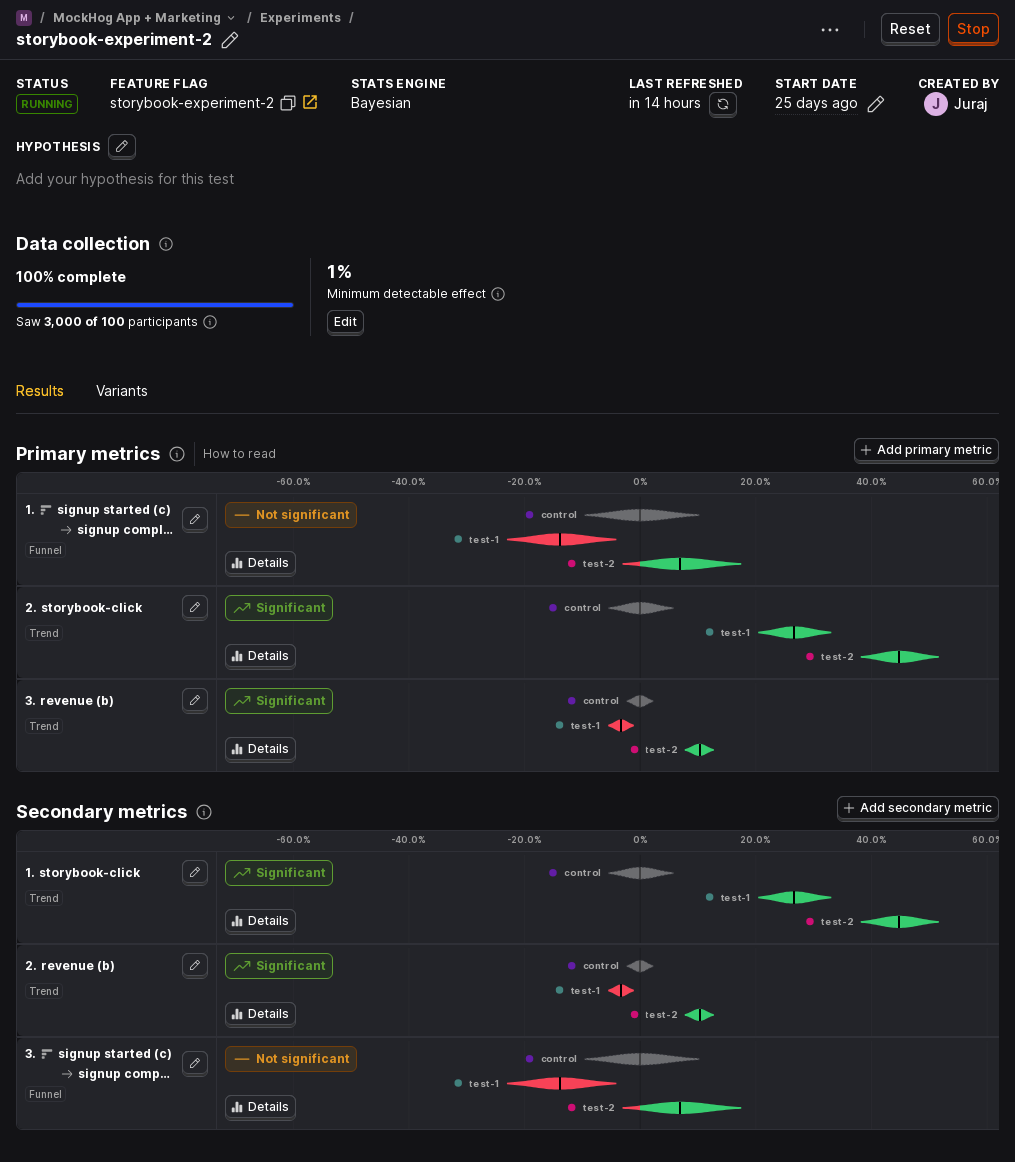 M / MockHog App + Marketing / Experiments /
storybook-experiment-2
Reset
Stop
STATUS
RUNNING
FEATURE FLAG
storybook-experiment-2
STATS ENGINE
Bayesian
LAST REFRESHED
in 14 hours
START DATE
25 days ago
CREATED BY
J Juraj
HYPOTHESIS
Add your hypothesis for this test
Data collection
100% complete
Saw 3,000 of 100 participants
1%
Minimum detectable effect
Edit
Results
Variants
Primary metrics
How to read
Add primary metric
-60.0% -40.0% -20.0% 0% 20.0% 40.0% 60.0%
1. signup started (c)
signup compl...
Funnel
Not significant
Details
control
test-1
test-2
2. storybook-click
Trend
Significant
Details
control
test-1
test-2
3. revenue (b)
Trend
Significant
Details
control
test-1
test-2
Secondary metrics
Add secondary metric
-60.0% -40.0% -20.0% 0% 20.0% 40.0% 60.0%
1. storybook-click
Trend
Significant
Details
control
test-1
test-2
2. revenue (b)
Trend
Significant
Details
control
test-1
test-2
3. signup started (c)
signup comp...
Funnel
Not significant
Details
control
test-1
test-2